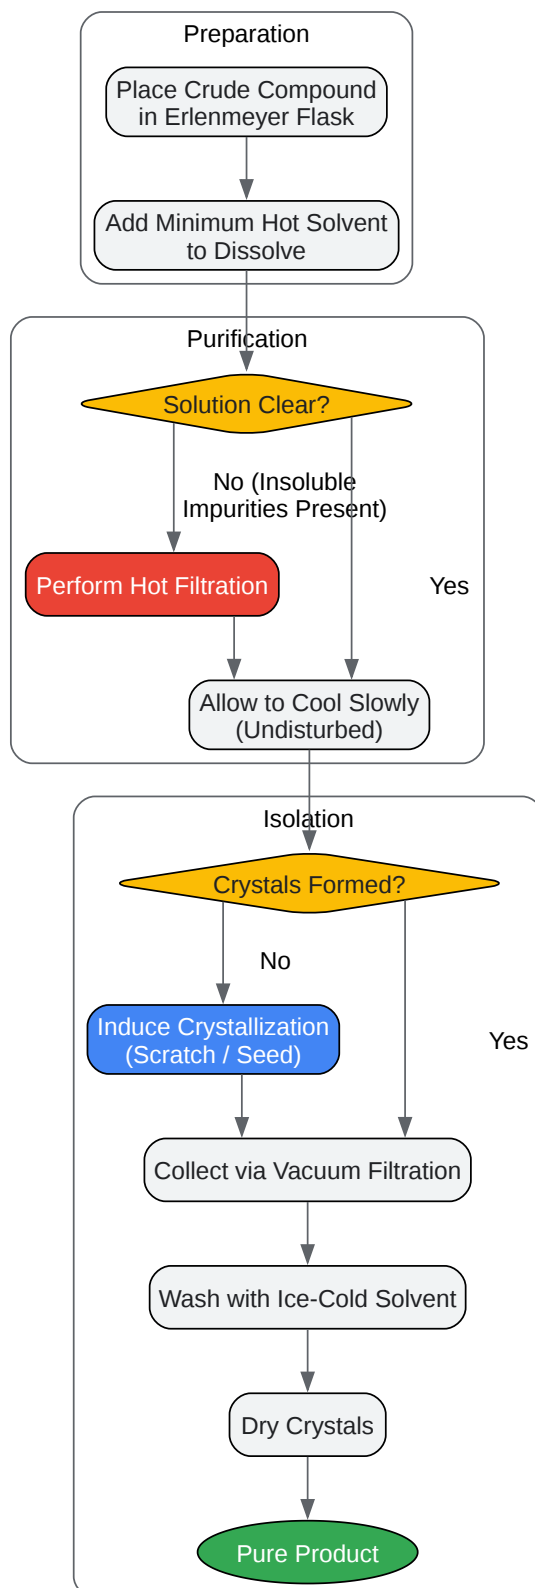 Preparation
Place Crude Compound
in Erlenmeyer Flask
Add Minimum Hot Solvent
to Dissolve
Purification
Solution Clear?
No (Insoluble
Impurities Present)
Perform Hot Filtration
Yes
Allow to Cool Slowly
(Undisturbed)
Isolation
Crystals Formed?
No
Induce Crystallization
(Scratch / Seed)
Yes
Collect via Vacuum Filtration
Wash with Ice-Cold Solvent
Dry Crystals
Pure Product